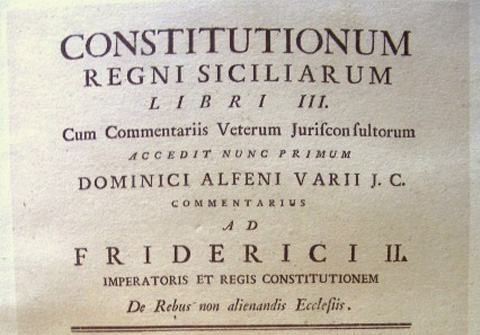 CONSTITUTIONUM
REGNI SICILIARUM
LIBRI III.
Cum Commentariis Veterum Jurisconsultorum
ACCEDIT NUNC PRIMUM
DOMINICI ALFENI VARII J. C.
COMMENTARIUS
AD
FRIDERICI II.
IMPERATORIS ET REGIS CONSTITUTIONEM
De Rebus non alienandis Ecclesiis.